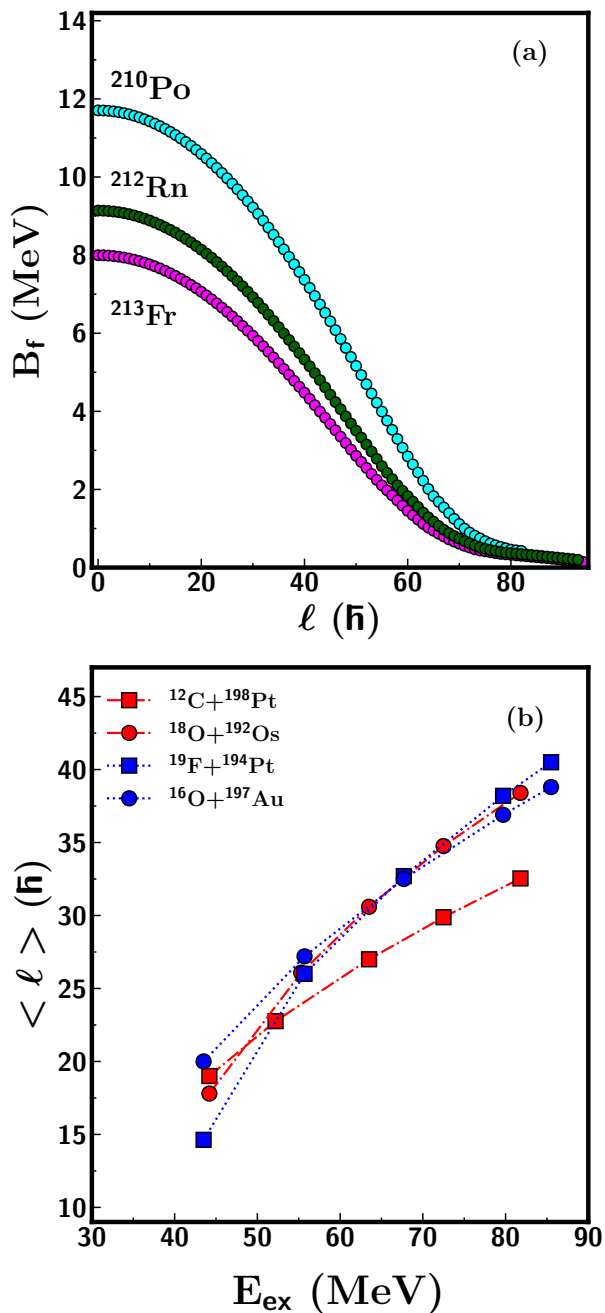 (a)
14
12
10
8
6
4
2
0
B_f (MeV)
²¹⁰Po
²¹²Rn
²¹³Fr
0 20 40 60 80
ℓ (ħ)
(b)
¹²C+¹⁹⁸Pt
¹⁸O+¹⁹²Os
¹⁹F+¹⁹⁴Pt
¹⁶O+¹⁹⁷Au
45
40
35
30
25
20
15
10
< ℓ > (ħ)
30 40 50 60 70 80 90
E_ex (MeV)